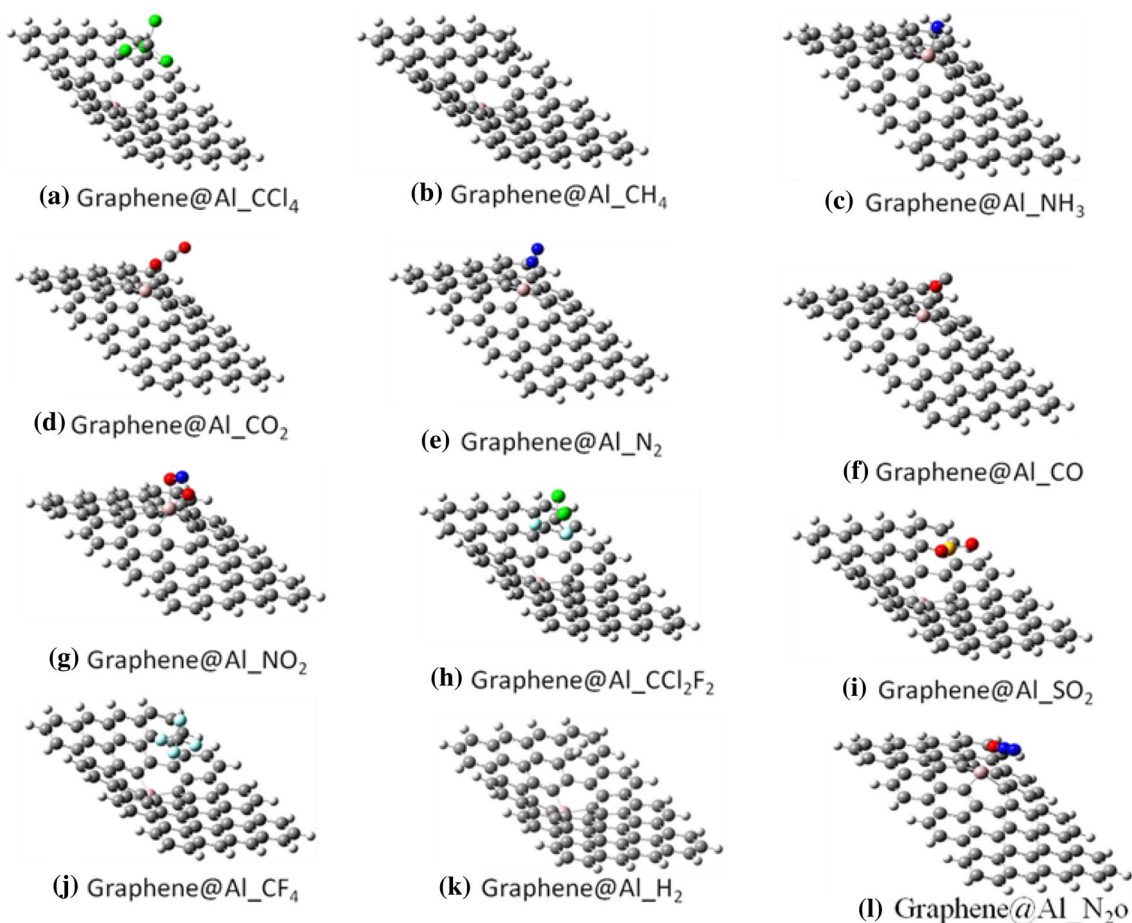 (a) Graphene@Al_CCl₄
(b) Graphene@Al_CH₄
(c) Graphene@Al_NH₃
(d) Graphene@Al_CO₂
(e) Graphene@Al_N₂
(f) Graphene@Al_CO
(g) Graphene@Al_NO₂
(h) Graphene@Al_CCl₂F₂
(i) Graphene@Al_SO₂
(j) Graphene@Al_CF₄
(k) Graphene@Al_H₂
(l) Graphene@Al_N₂o